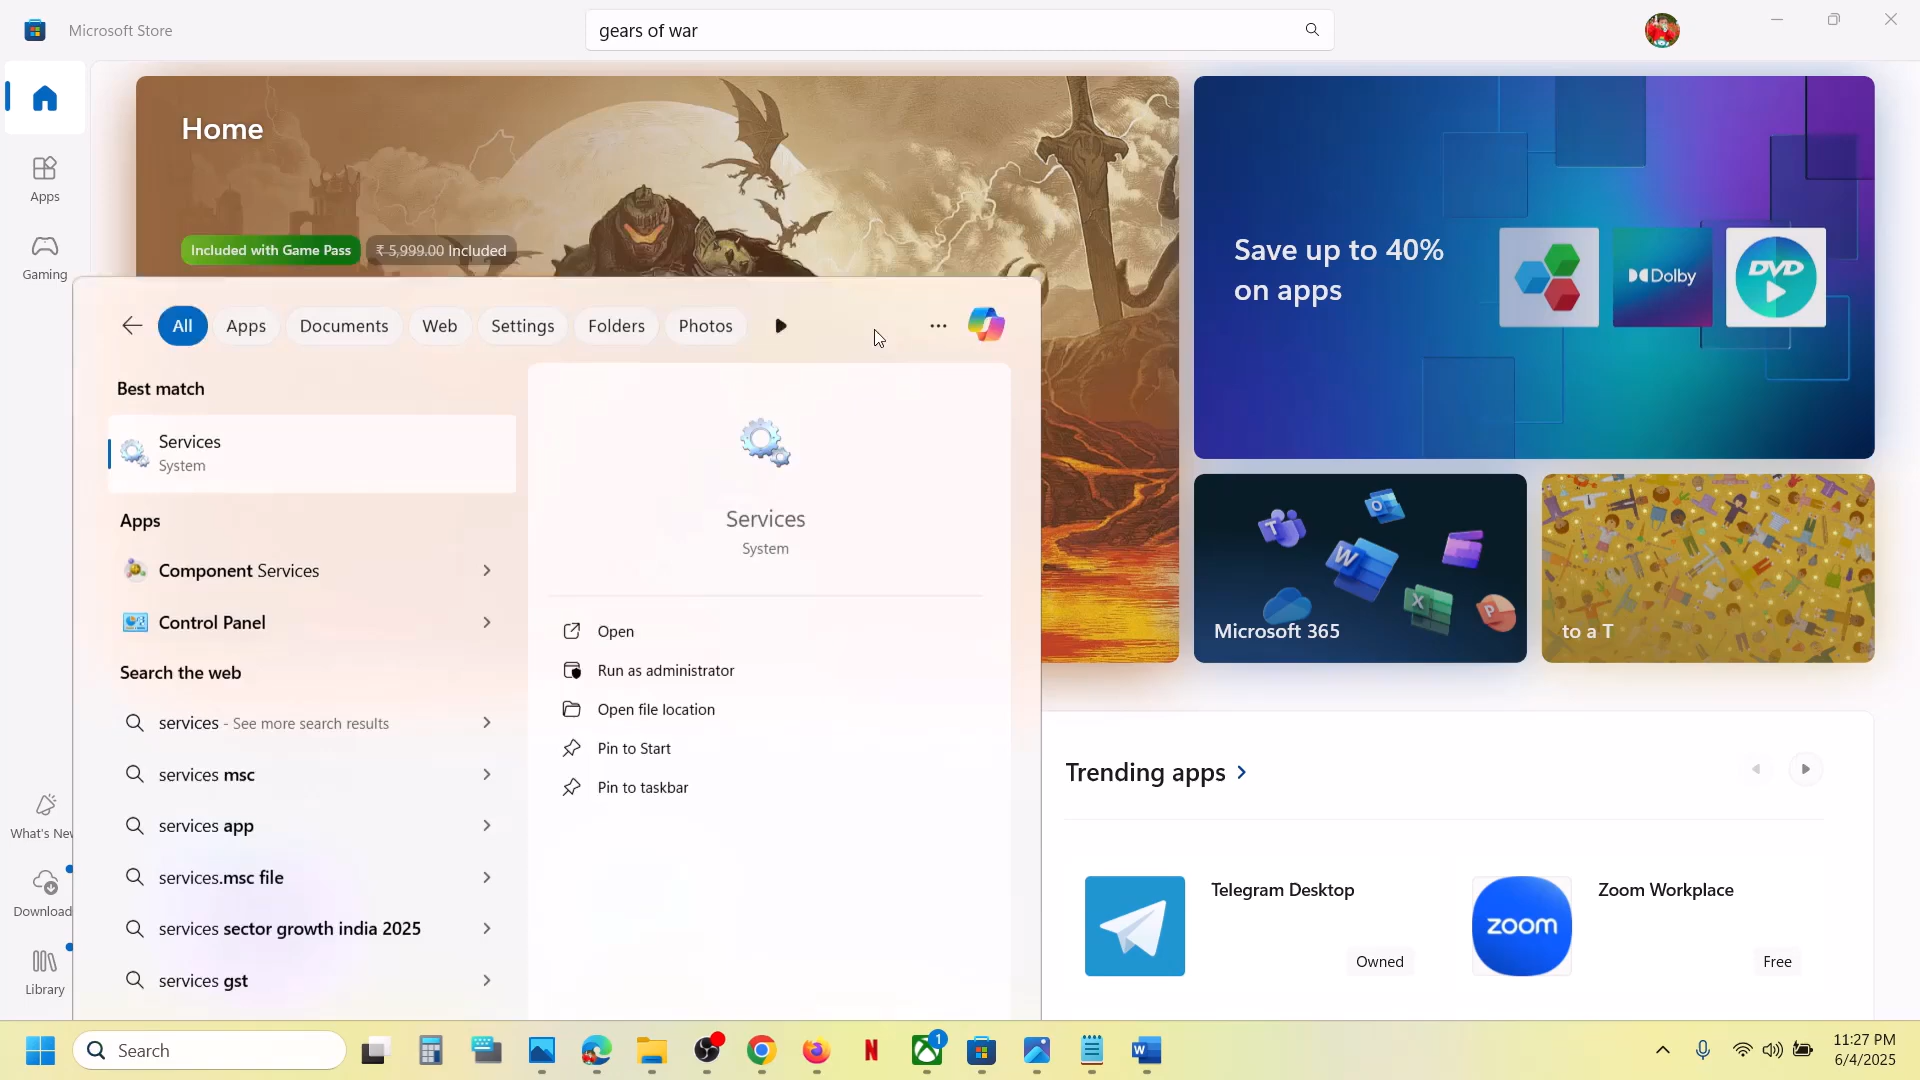 Microsoft Store
gears of war
Home
Included with Game Pass
₹ 5,999.00 Included
Save up to 40%
on apps
Dolby
DVD
Apps
Gaming
What's New
Download
Library
All
Apps
Documents
Web
Settings
Folders
Photos
Best match
Services
System
Apps
Component Services
Control Panel
Search the web
services - See more search results
services msc
services app
services.msc file
services sector growth india 2025
services gst
Services
System
Open
Run as administrator
Open file location
Pin to Start
Pin to taskbar
Microsoft 365
to a T
Trending apps
Telegram Desktop
Owned
zoom
Zoom Workplace
Free
Search
1
11:27 PM
6/4/2025